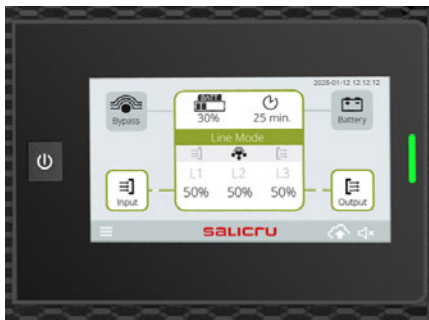 2026-01-12 12:12:12
BATT
30%
25 min.
Bypass
Battery
Line Mode
L1
L2
L3
50%
50%
50%
Input
Output
SALICRU